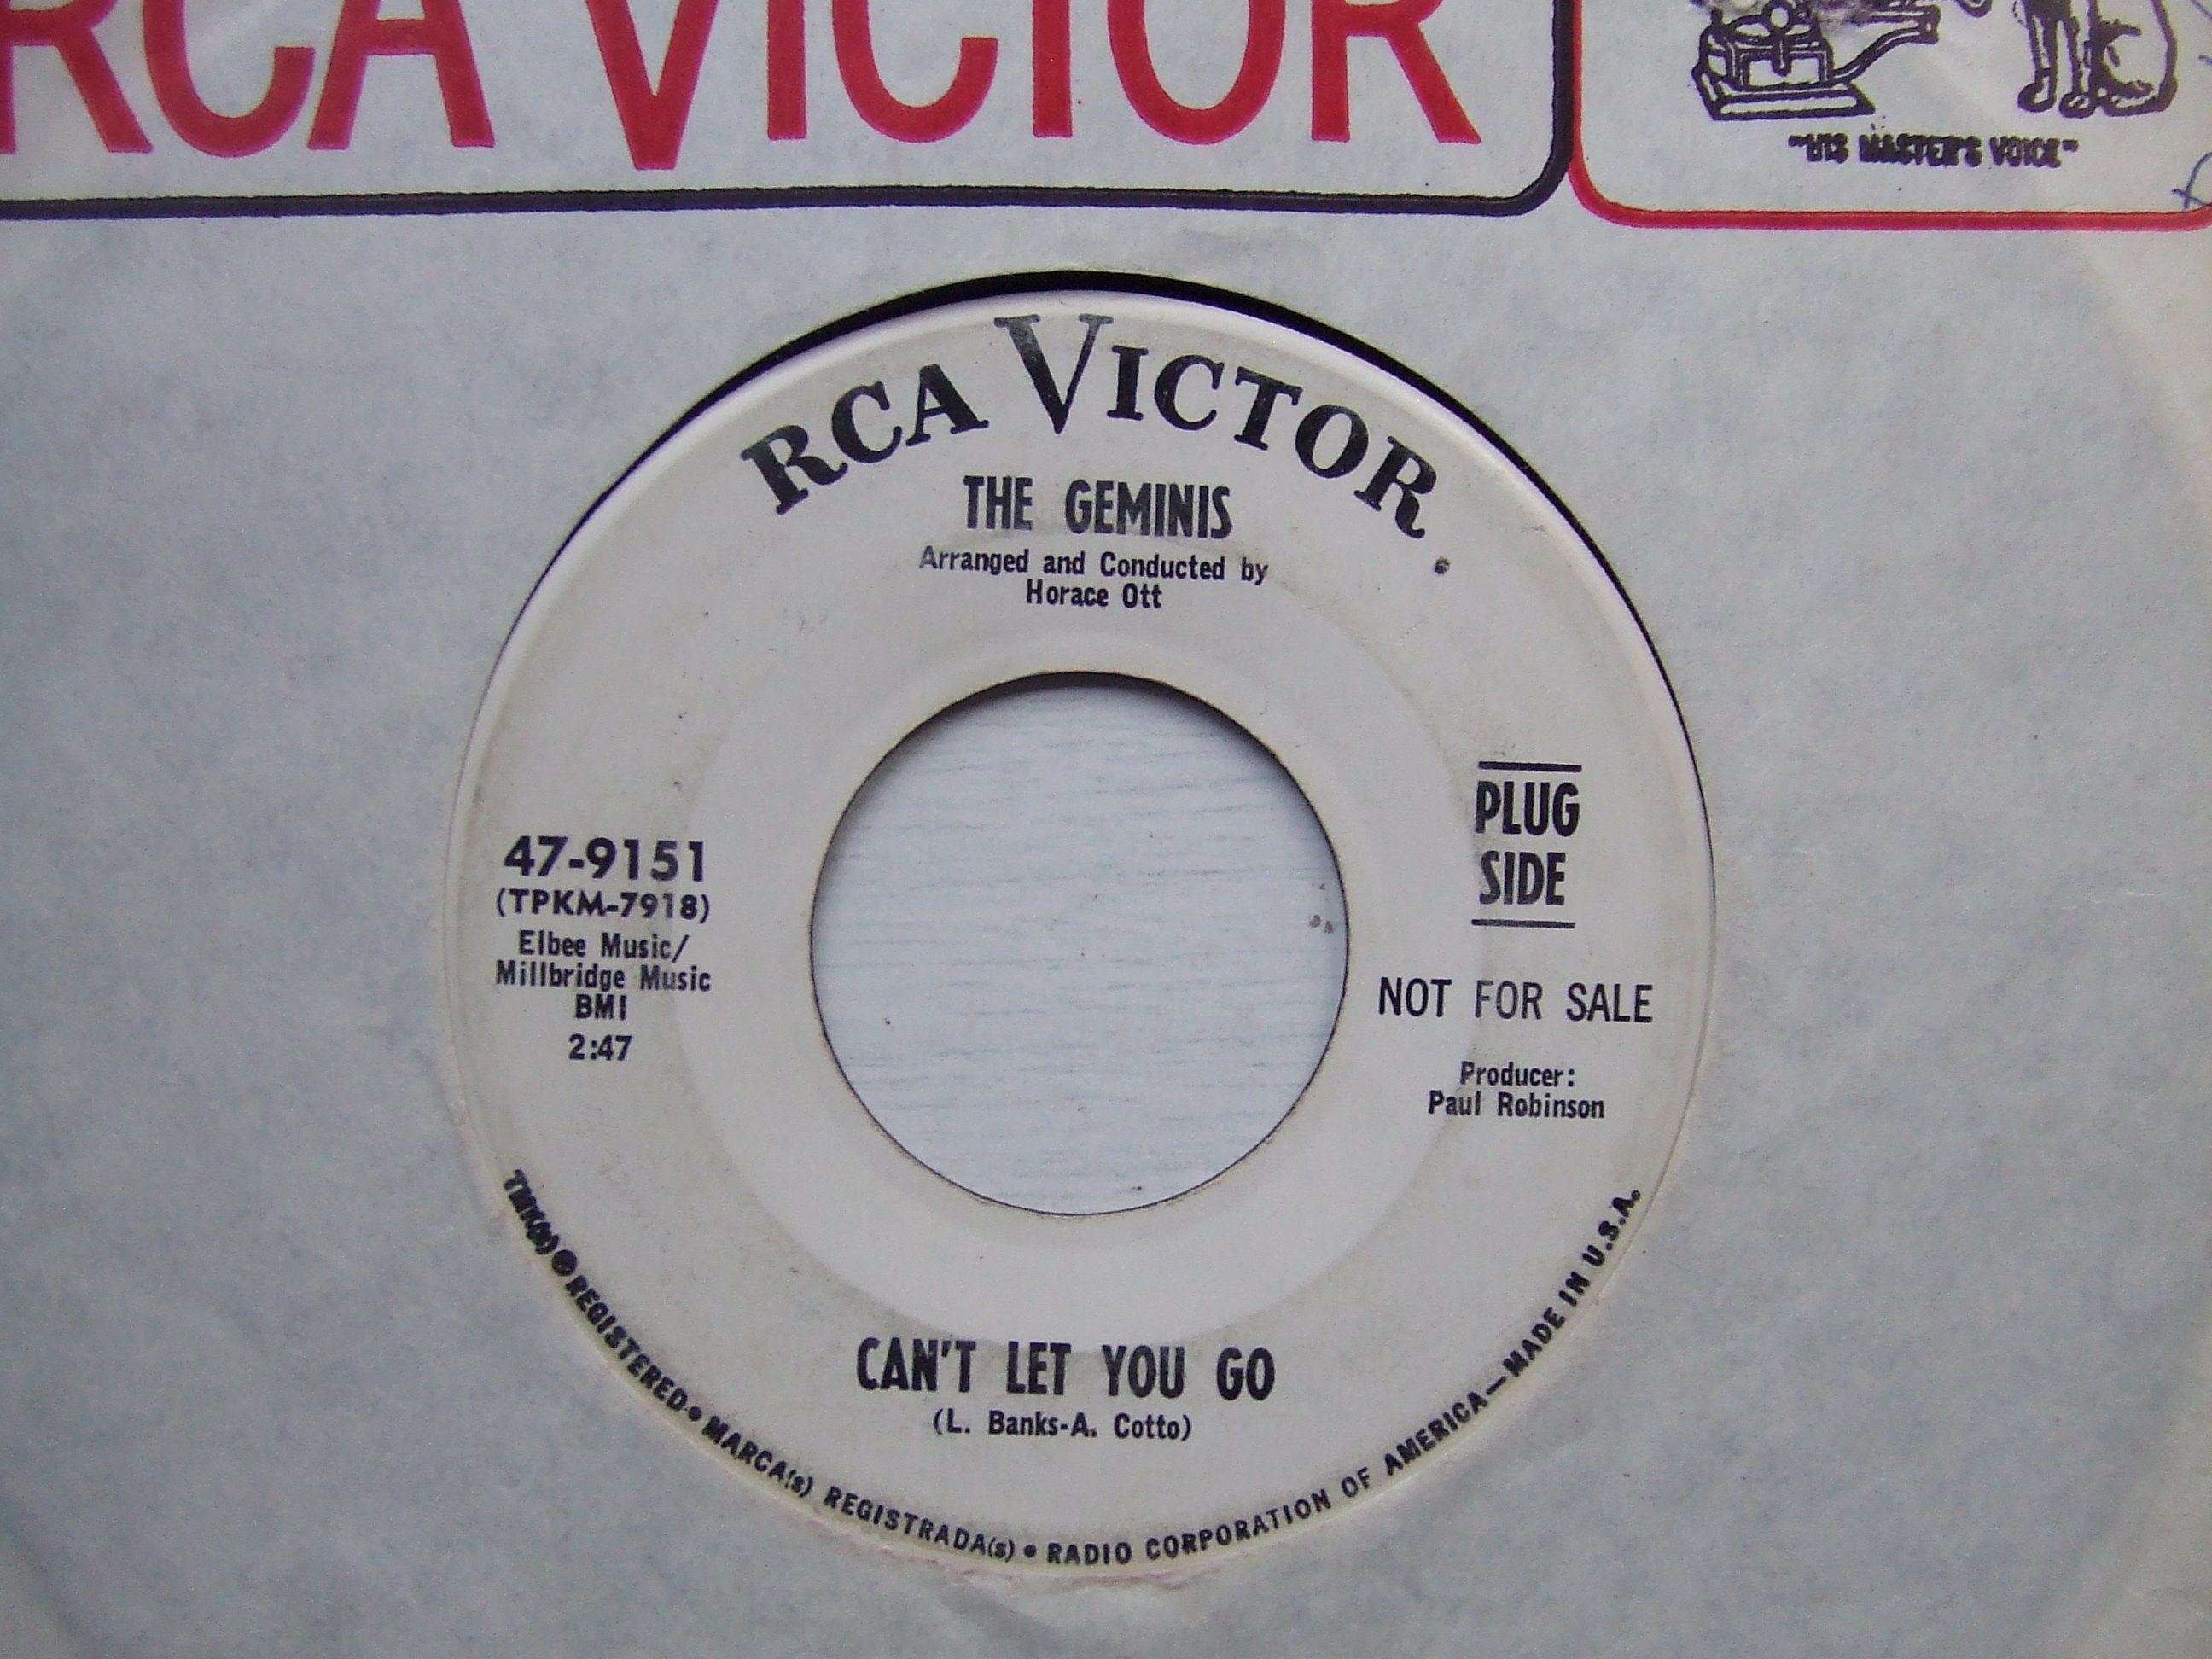 RCA VICTOR
"HIS MASTER'S VOICE"
RCA VICTOR
THE GEMINIS
Arranged and Conducted by
Horace Ott
47-9151
(TPKM-7918)
Elbee Music/
Millbridge Music
BMI
2:47
PLUG
SIDE
NOT FOR SALE
Producer:
Paul Robinson
CAN'T LET YOU GO
(L. Banks-A. Cotto)
TMK(s) ® REGISTERED • MARCA(s) REGISTRADA(s) • RADIO CORPORATION OF AMERICA—MADE IN U.S.A.